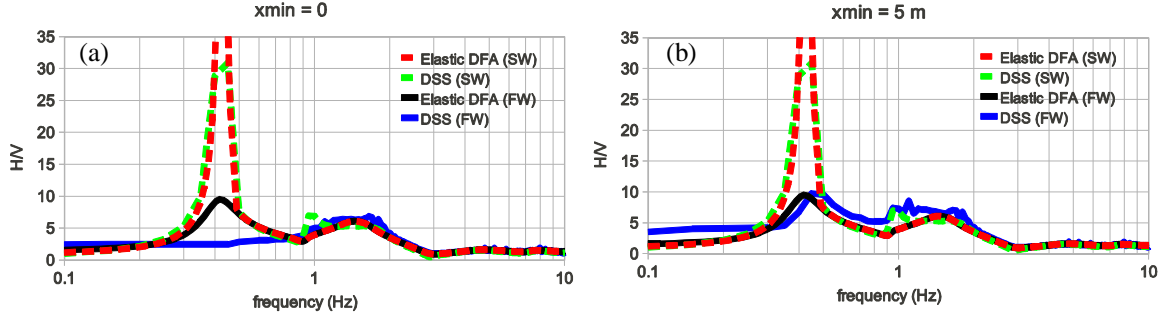 xmin = 0
(a)
H/V
35
30
25
20
15
10
5
0
Elastic DFA (SW)
DSS (SW)
Elastic DFA (FW)
DSS (FW)
0.1
1
10
frequency (Hz)
xmin = 5 m
(b)
H/V
35
30
25
20
15
10
5
0
Elastic DFA (SW)
DSS (SW)
Elastic DFA (FW)
DSS (FW)
0.1
1
10
frequency (Hz)